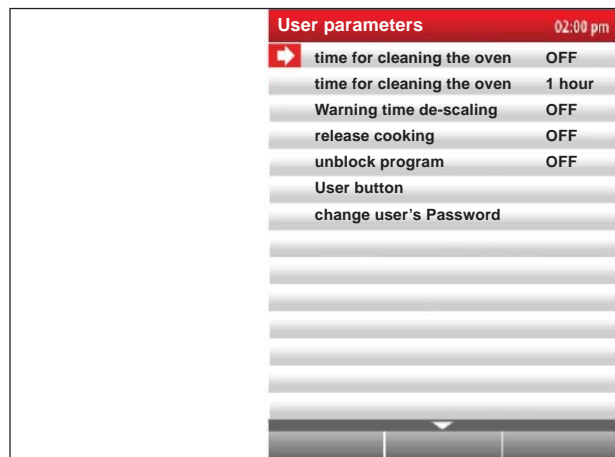 User parameters 02:00 pm
time for cleaning the oven OFF
time for cleaning the oven 1 hour
Warning time de-scaling OFF
release cooking OFF
unblock program OFF
User button
change user's Password